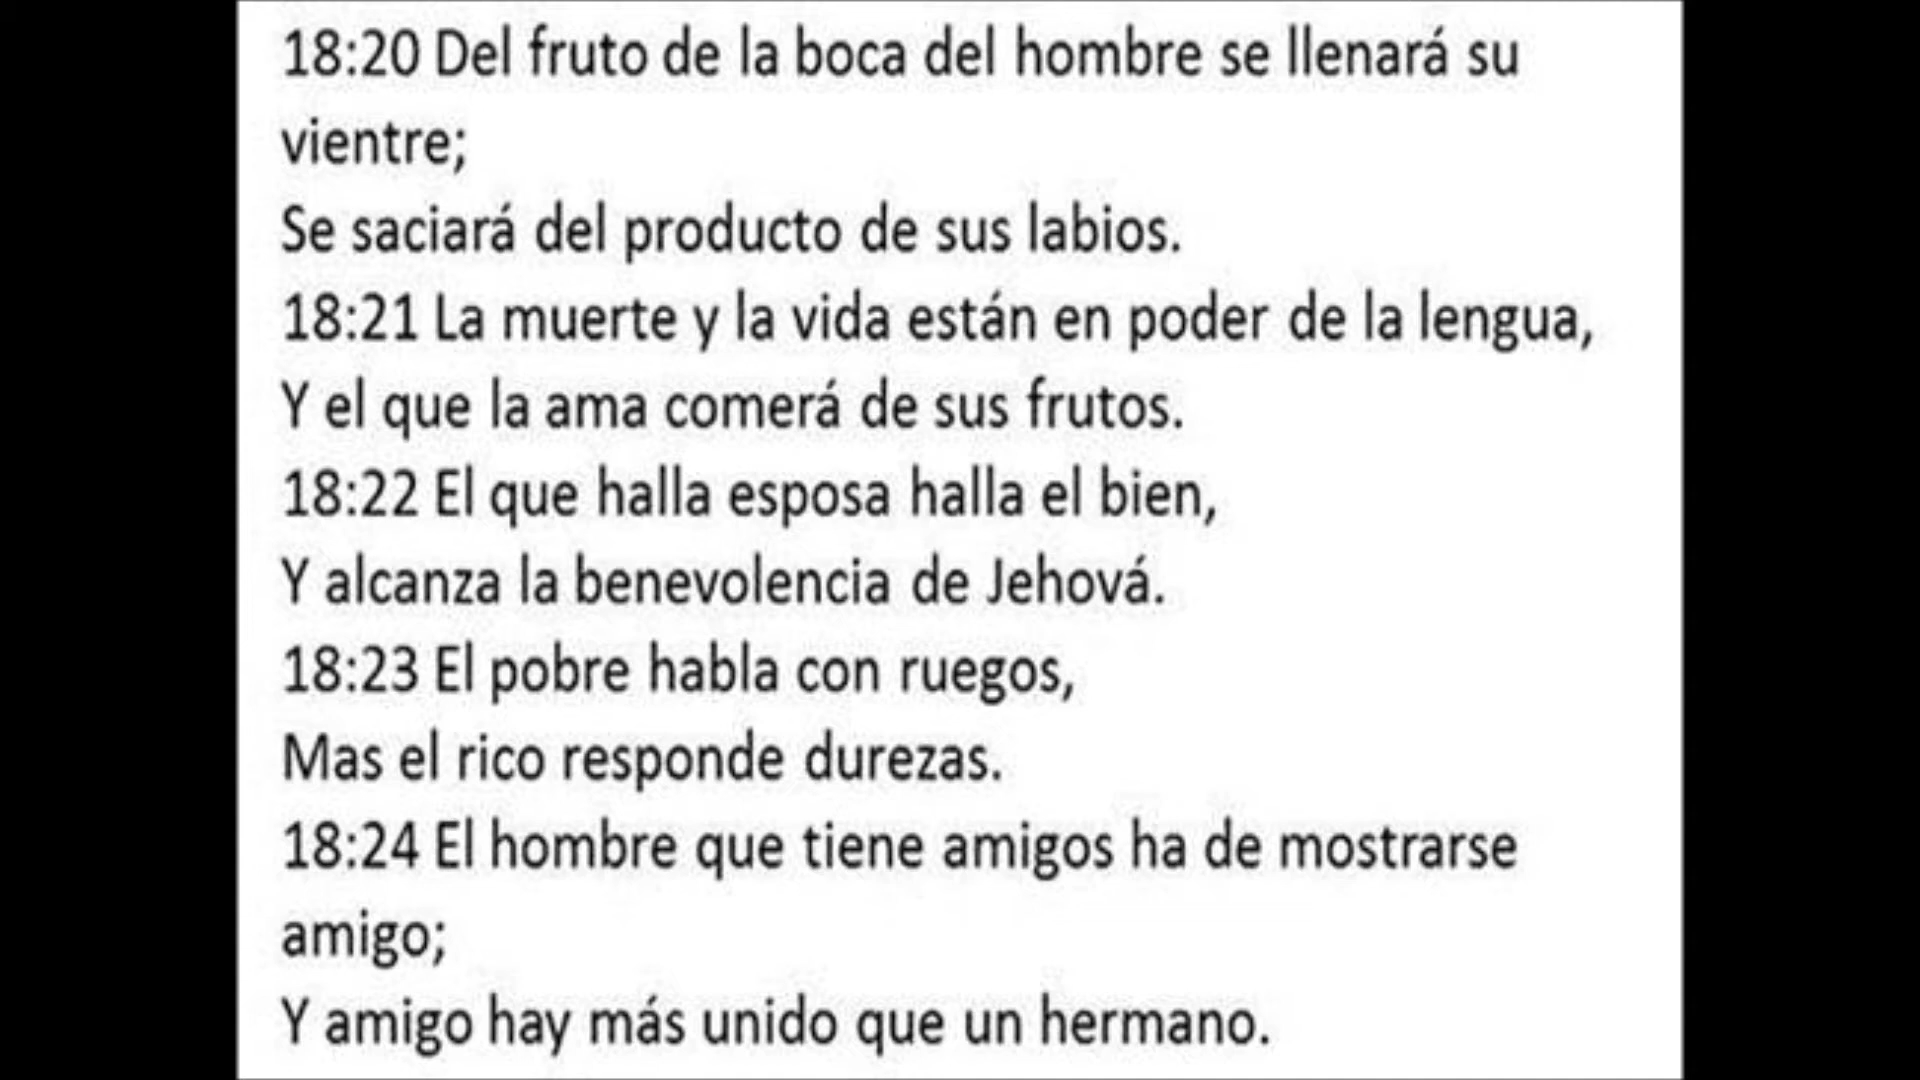 18:20 Del fruto de la boca del hombre se llenará su
vientre;
Se saciará del producto de sus labios.
18:21 La muerte y la vida están en poder de la lengua,
Y el que la ama comerá de sus frutos.
18:22 El que halla esposa halla el bien,
Y alcanza la benevolencia de Jehová.
18:23 El pobre habla con ruegos,
Mas el rico responde durezas.
18:24 El hombre que tiene amigos ha de mostrarse
amigo;
Y amigo hay más unido que un hermano.